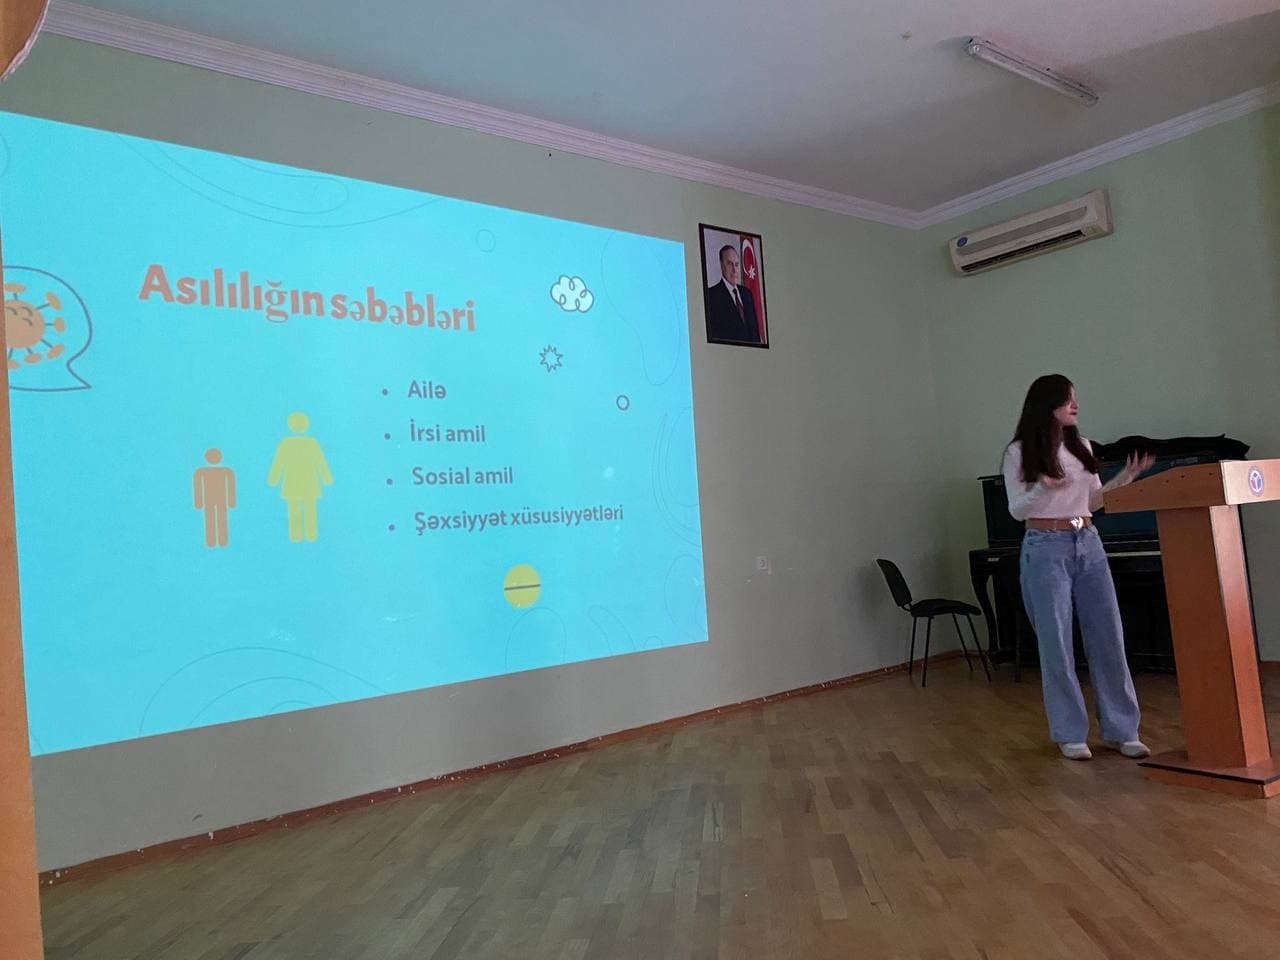 Asılılığın səbəbləri
Ailə
İrsi amil
Sosial amil
Şəxsiyyət xüsusiyyətləri